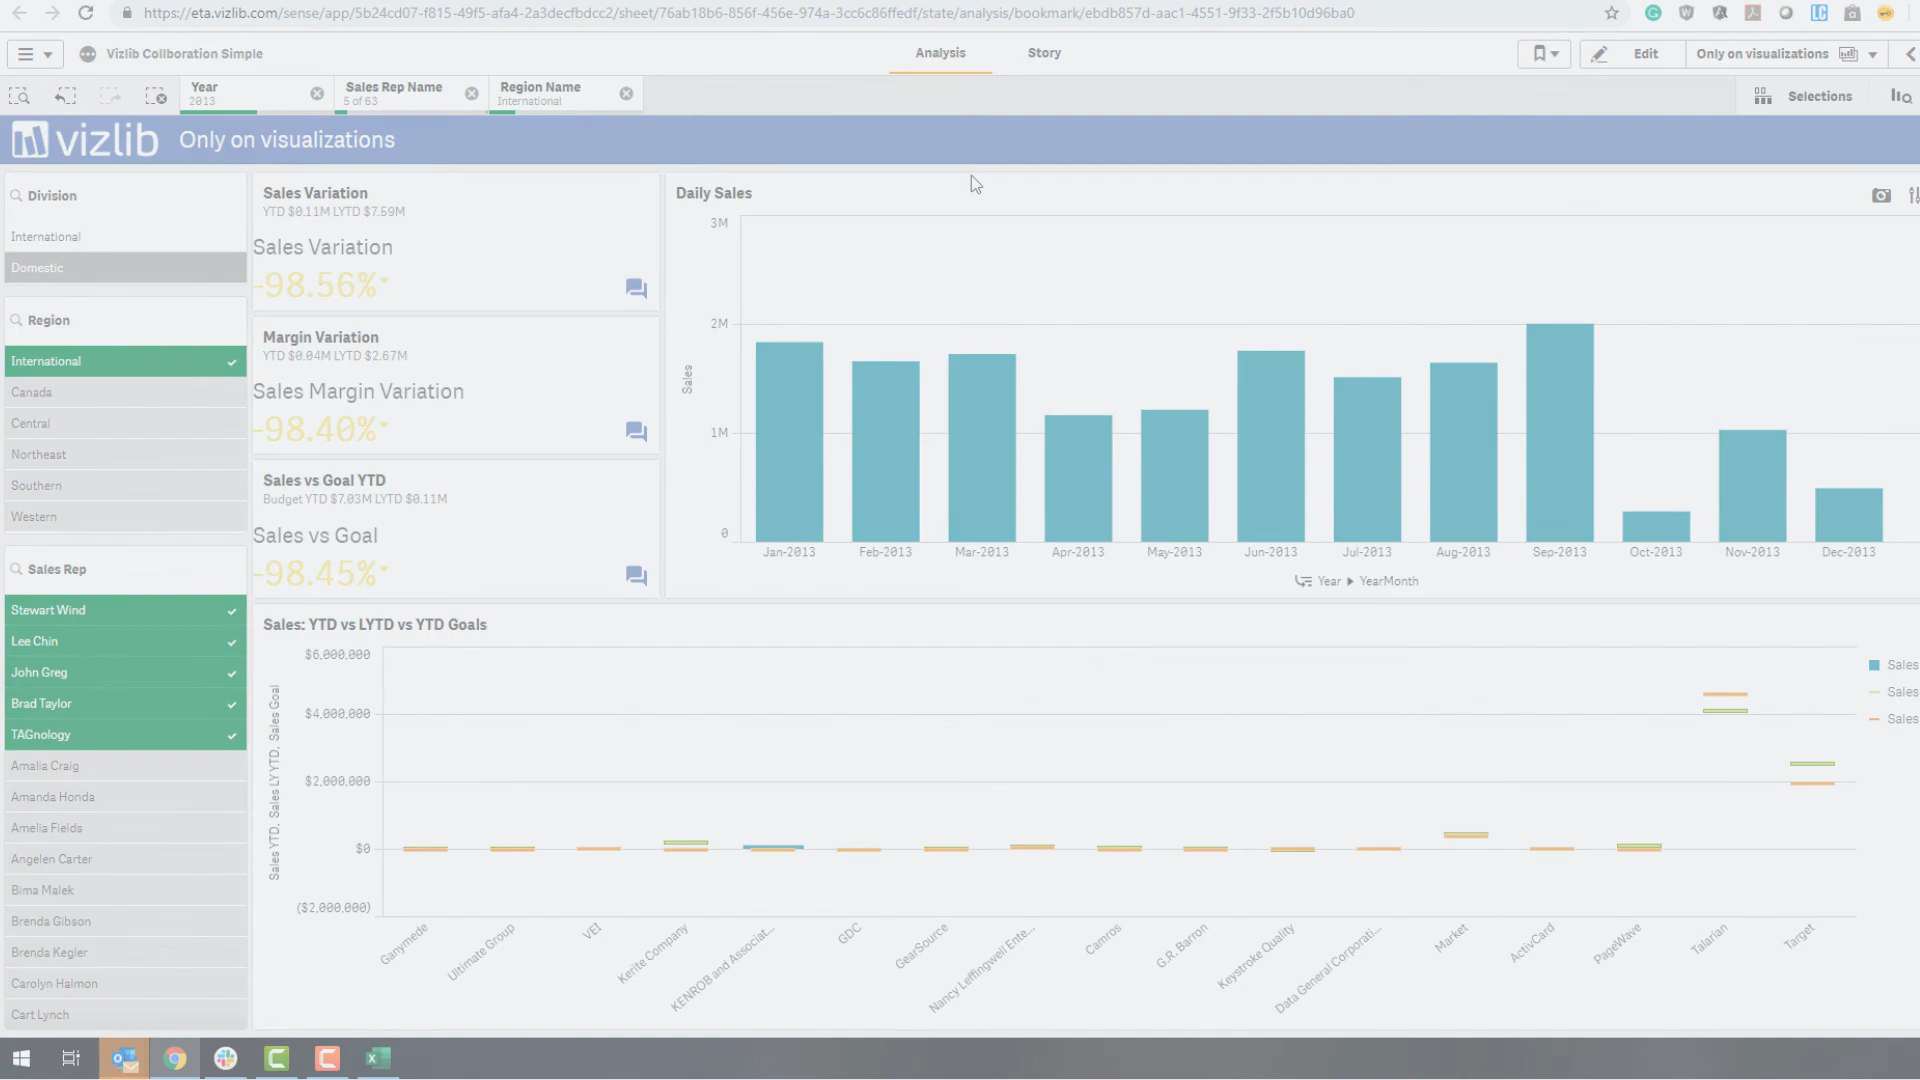 https://eta.vizlib.com/sense/app/5b24cd07-f815-49f5-afa4-2a3decfbdcc2/sheet/76ab18b6-856f-456e-974a-3cc6c86ffedf/state/analysis/bookmark/ebdb857d-aac1-4551-9f33-2f5b10d96ba0
Vizlib Collboration Simple
Analysis
Story
Edit
Only on visualizations
Year
2013
Sales Rep Name
5 of 63
Region Name
International
Selections
vizlib
Only on visualizations
Division
International
Domestic
Region
International
Canada
Central
Northeast
Southern
Western
Sales Rep
Stewart Wind
Lee Chin
John Greg
Brad Taylor
TAGnology
Amalia Craig
Amanda Honda
Amelia Fields
Angelen Carter
Bima Malek
Brenda Gibson
Brenda Kegler
Carolyn Halmon
Cart Lynch
Sales Variation
YTD $0.11M LYTD $7.59M
Sales Variation
-98.56%
Margin Variation
YTD $0.04M LYTD $2.67M
Sales Margin Variation
-98.40%
Sales vs Goal YTD
Budget YTD $7.03M LYTD $0.11M
Sales vs Goal
-98.45%
Daily Sales
3M
2M
1M
0
Sales
Jan-2013 Feb-2013 Mar-2013 Apr-2013 May-2013 Jun-2013 Jul-2013 Aug-2013 Sep-2013 Oct-2013 Nov-2013 Dec-2013
Year YearMonth
Sales: YTD vs LYTD vs YTD Goals
$6,000,000
$4,000,000
$2,000,000
$0
($2,000,000)
Sales YTD, Sales LY YTD, Sales Goal
Ganymede
Ultimate Group
VEI
Kerite Company
KENROB and Associat...
GDC
GearSource
Nancy Leffingwell Ente...
Camros
G.R. Barron
Keystroke Quality
Data General Corporati...
Market
ActivCard
PageWave
Talarian
Target
Sales
Sales
Sales